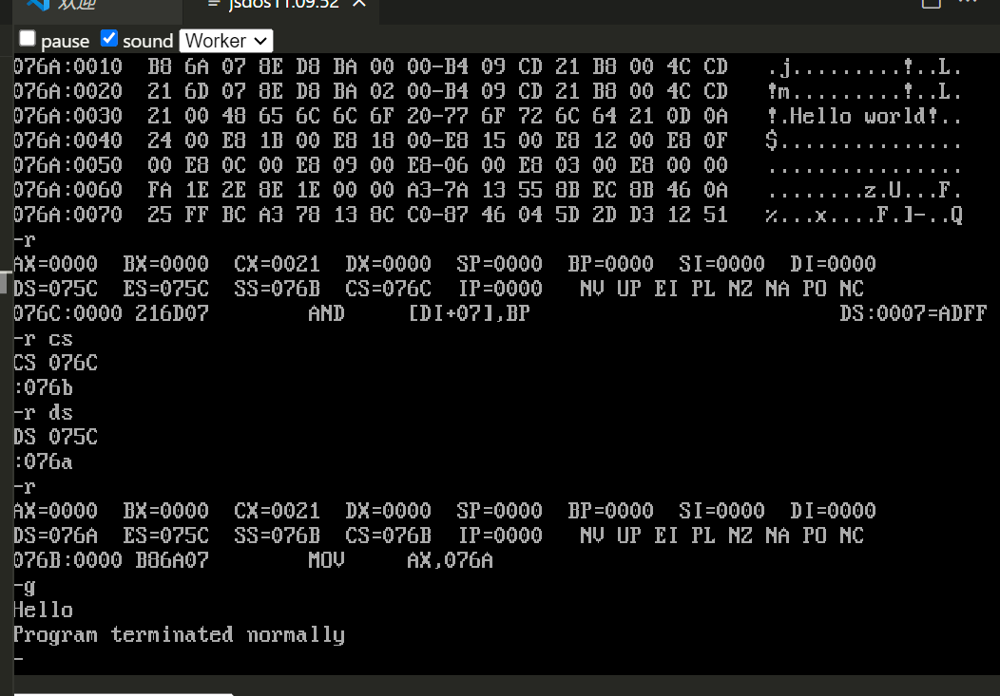 欢迎 jsdos11:09:52
pause sound Worker
076A:0010 B8 6A 07 8E D8 BA 00 00-B4 09 CD 21 B8 00 4C CD .j.........!..L.
076A:0020 21 6D 07 8E D8 BA 02 00-B4 09 CD 21 B8 00 4C CD !m.........!..L.
076A:0030 21 00 48 65 6C 6C 6F 20-77 6F 72 6C 64 21 0D 0A !.Hello world!..
076A:0040 24 00 E8 1B 00 E8 18 00-E8 15 00 E8 12 00 E8 0F $...............
076A:0050 00 E8 0C 00 E8 09 00 E8-06 00 E8 03 00 E8 00 00 ................
076A:0060 FA 1E 2E 8E 1E 00 00 A3-7A 13 55 8B EC 8B 46 0A ........z.U...F.
076A:0070 25 FF BC A3 78 13 8C C0-87 46 04 5D 2D D3 12 51 %...x....F.]-..Q
-r
AX=0000 BX=0000 CX=0021 DX=0000 SP=0000 BP=0000 SI=0000 DI=0000
DS=075C ES=075C SS=076B CS=076C IP=0000 NV UP EI PL NZ NA PO NC
076C:0000 216D07 AND [DI+07],BP DS:0007=ADFF
-r cs
CS 076C
:076b
-r ds
DS 075C
:076a
-r
AX=0000 BX=0000 CX=0021 DX=0000 SP=0000 BP=0000 SI=0000 DI=0000
DS=076A ES=075C SS=076B CS=076B IP=0000 NV UP EI PL NZ NA PO NC
076B:0000 B86A07 MOV AX,076A
-g
Hello
Program terminated normally
-